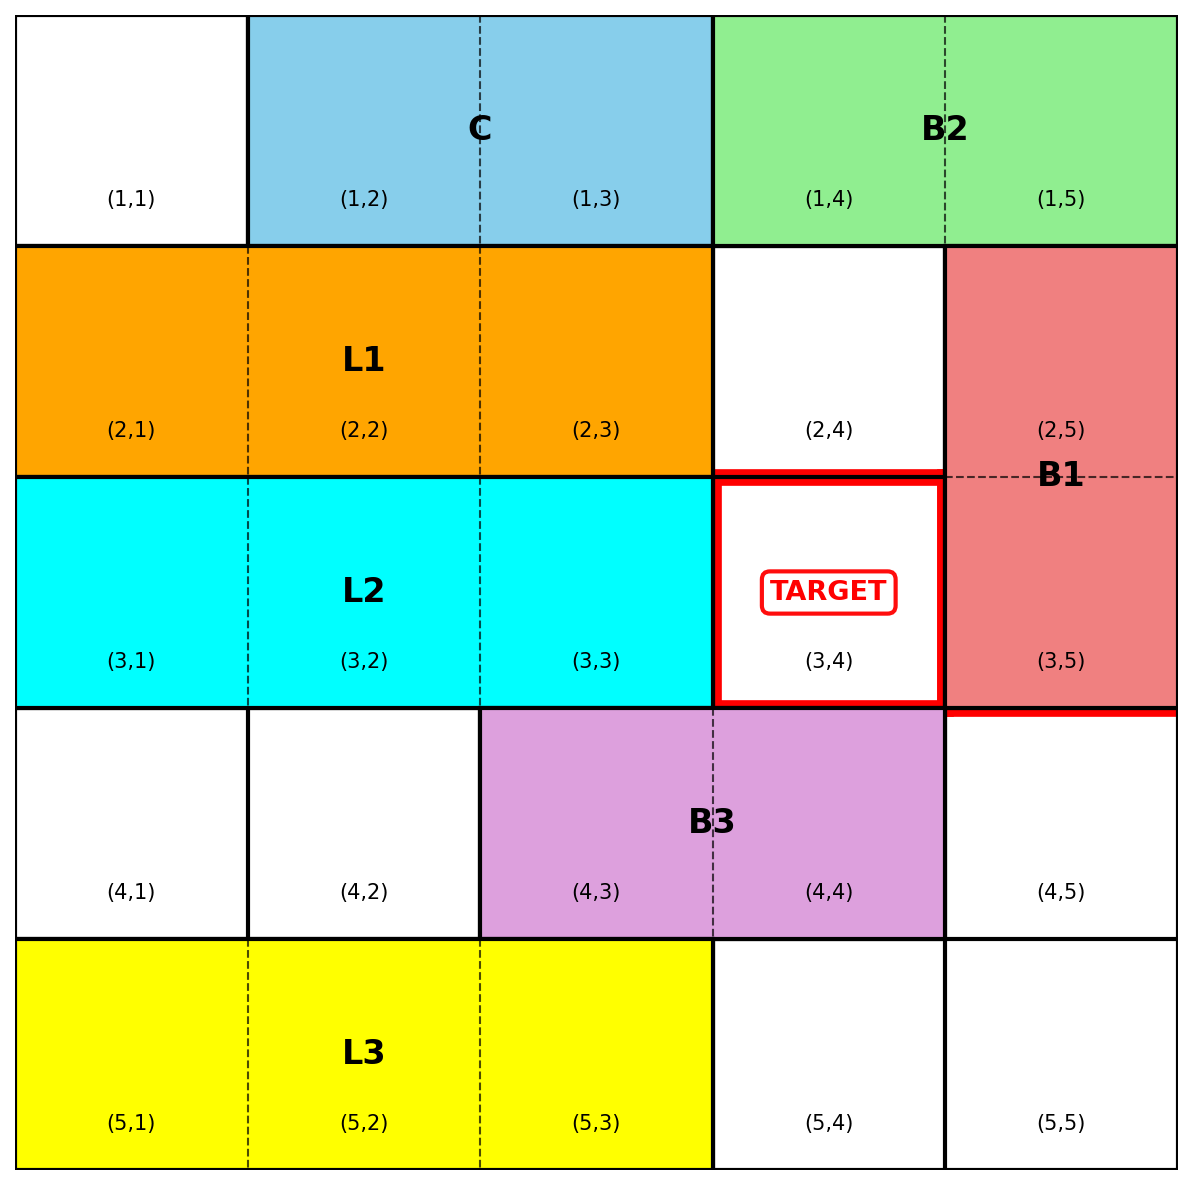 C B2
(1,1) (1,2) (1,3) (1,4) (1,5)
L1
(2,1) (2,2) (2,3) (2,4) (2,5)
B1
L2 TARGET
(3,1) (3,2) (3,3) (3,4) (3,5)
B3
(4,1) (4,2) (4,3) (4,4) (4,5)
L3
(5,1) (5,2) (5,3) (5,4) (5,5)